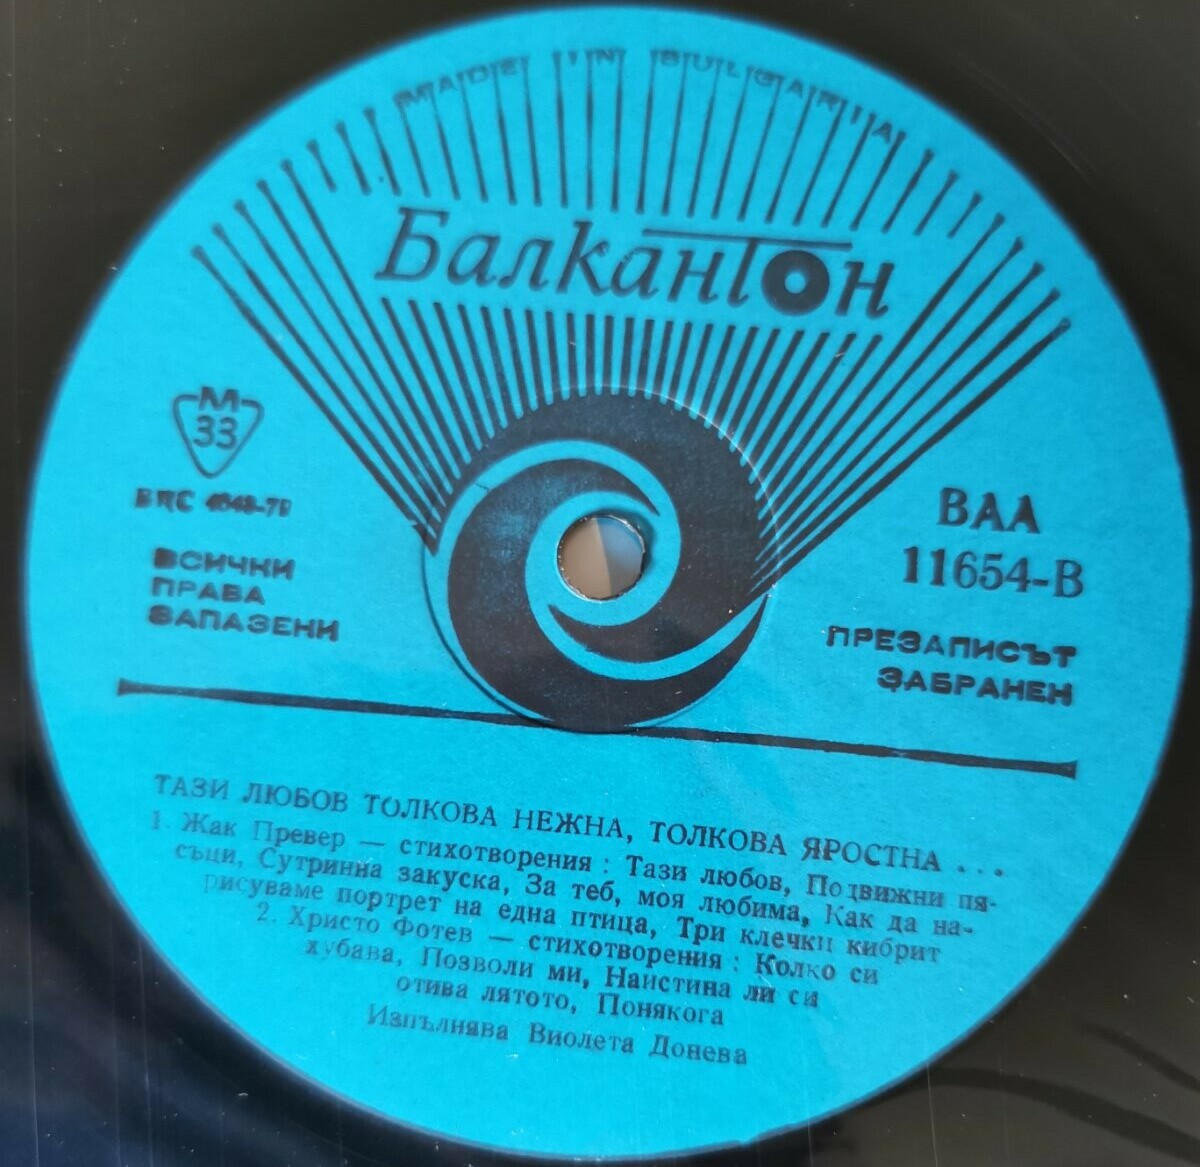 MADE IN BULGARIA
Балкантон
М
33
ВАА
11654-В
ВСИЧКИ
ПРАВА
ЗАПАЗЕНИ
ПРЕЗАПИСЪТ
ЗАБРАНЕН
ТАЗИ ЛЮБОВ ТОЛКОВА НЕЖНА, ТОЛКОВА ЯРОСТНА . . .
1. Жак Превер — стихотворения : Тази любов, Подвижни пя-
съци, Сутринна закуска, За теб, моя любима, Как да на-
рисуваме портрет на една птица, Три клечки кибрит
2. Христо Фотев — стихотворения : Колко си
хубава, Позволи ми, Наистина ли си
отива лятото, Понякога
Изпълнява Виолета Донева